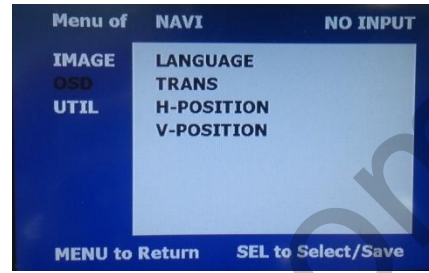 Menu of NAVI NO INPUT
IMAGE LANGUAGE
OSD TRANS
UTIL H-POSITION
V-POSITION
MENU to Return SEL to Select/Save